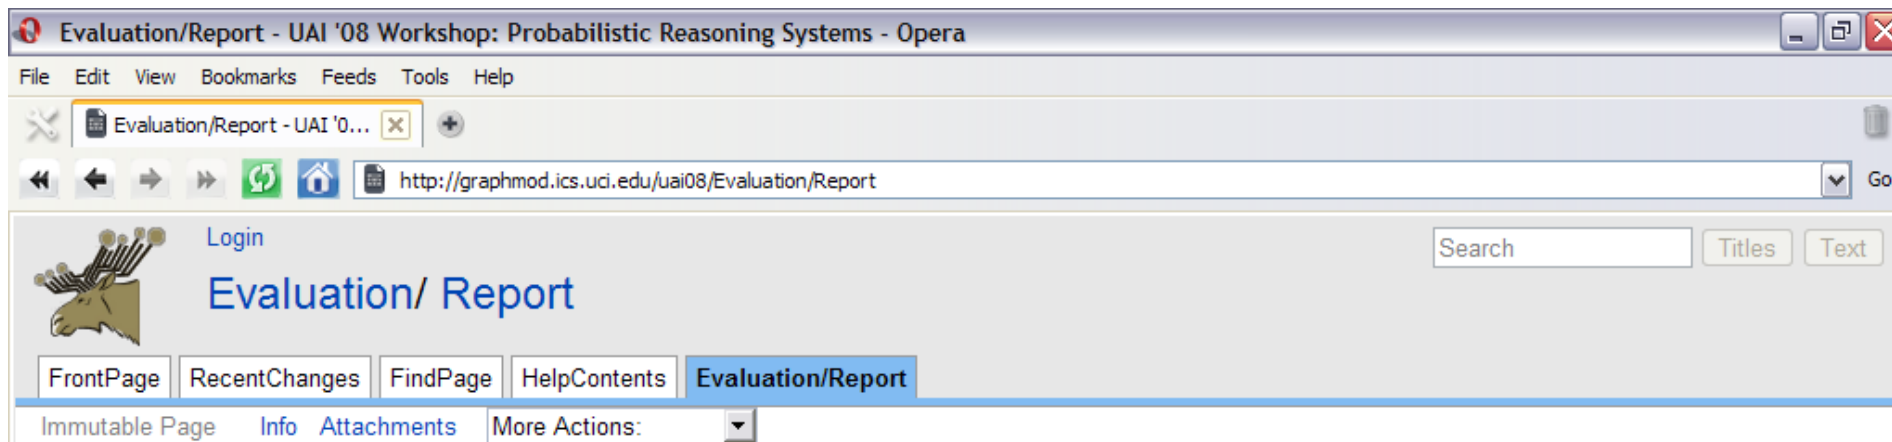 Evaluation/Report - UAI '08 Workshop: Probabilistic Reasoning Systems - Opera
File Edit View Bookmarks Feeds Tools Help
Evaluation/Report - UAI '0...
http://graphmod.ics.uci.edu/uai08/Evaluation/Report Go
Login
Search Titles Text
Evaluation/ Report
FrontPage RecentChanges FindPage HelpContents Evaluation/Report
Immutable Page Info Attachments More Actions: